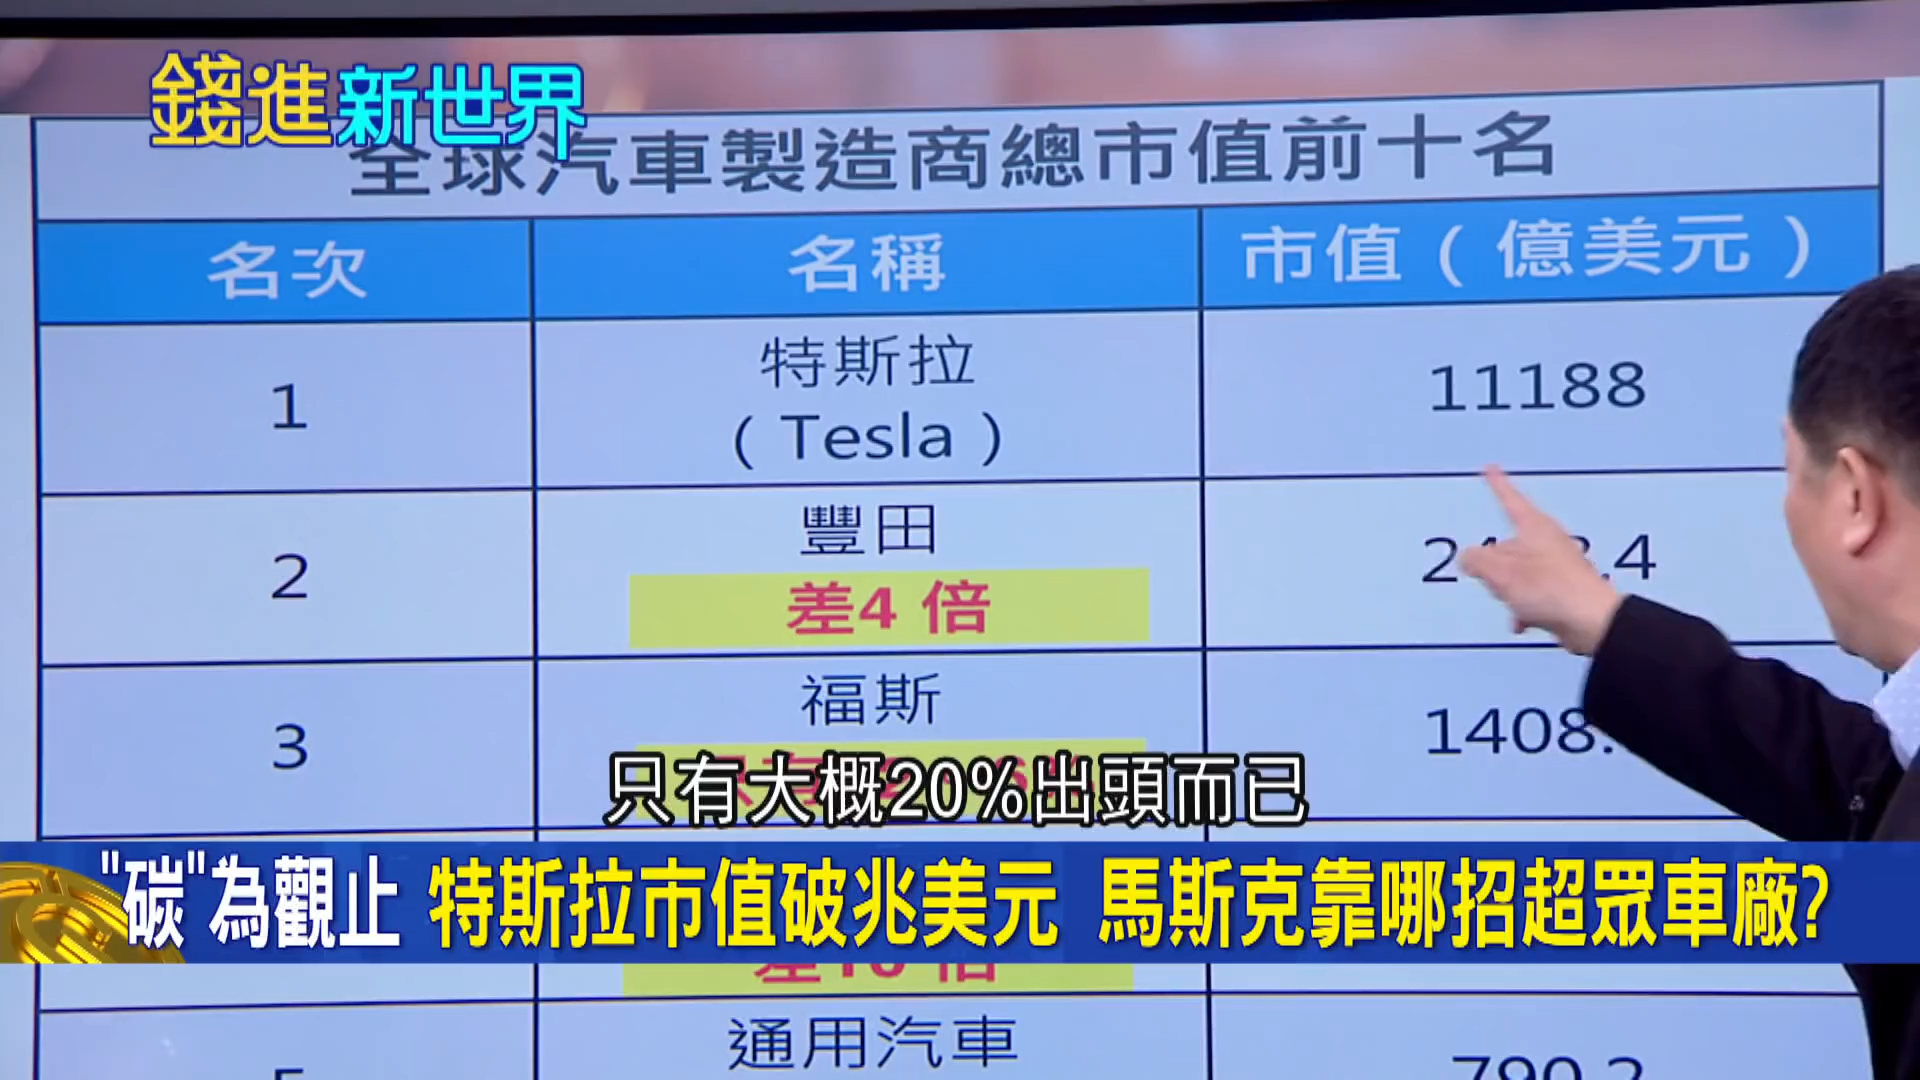 錢進新世界
全球汽車製造商總市值前十名
名次 名稱 市值(億美元)
1 特斯拉 11188
(Tesla)
2 豐田
差4 倍
3 福斯 1408.
只有大概20%出頭而已
"碳"為觀止 特斯拉市值破兆美元 馬斯克靠哪招超眾車廠?
通用汽車 790.2